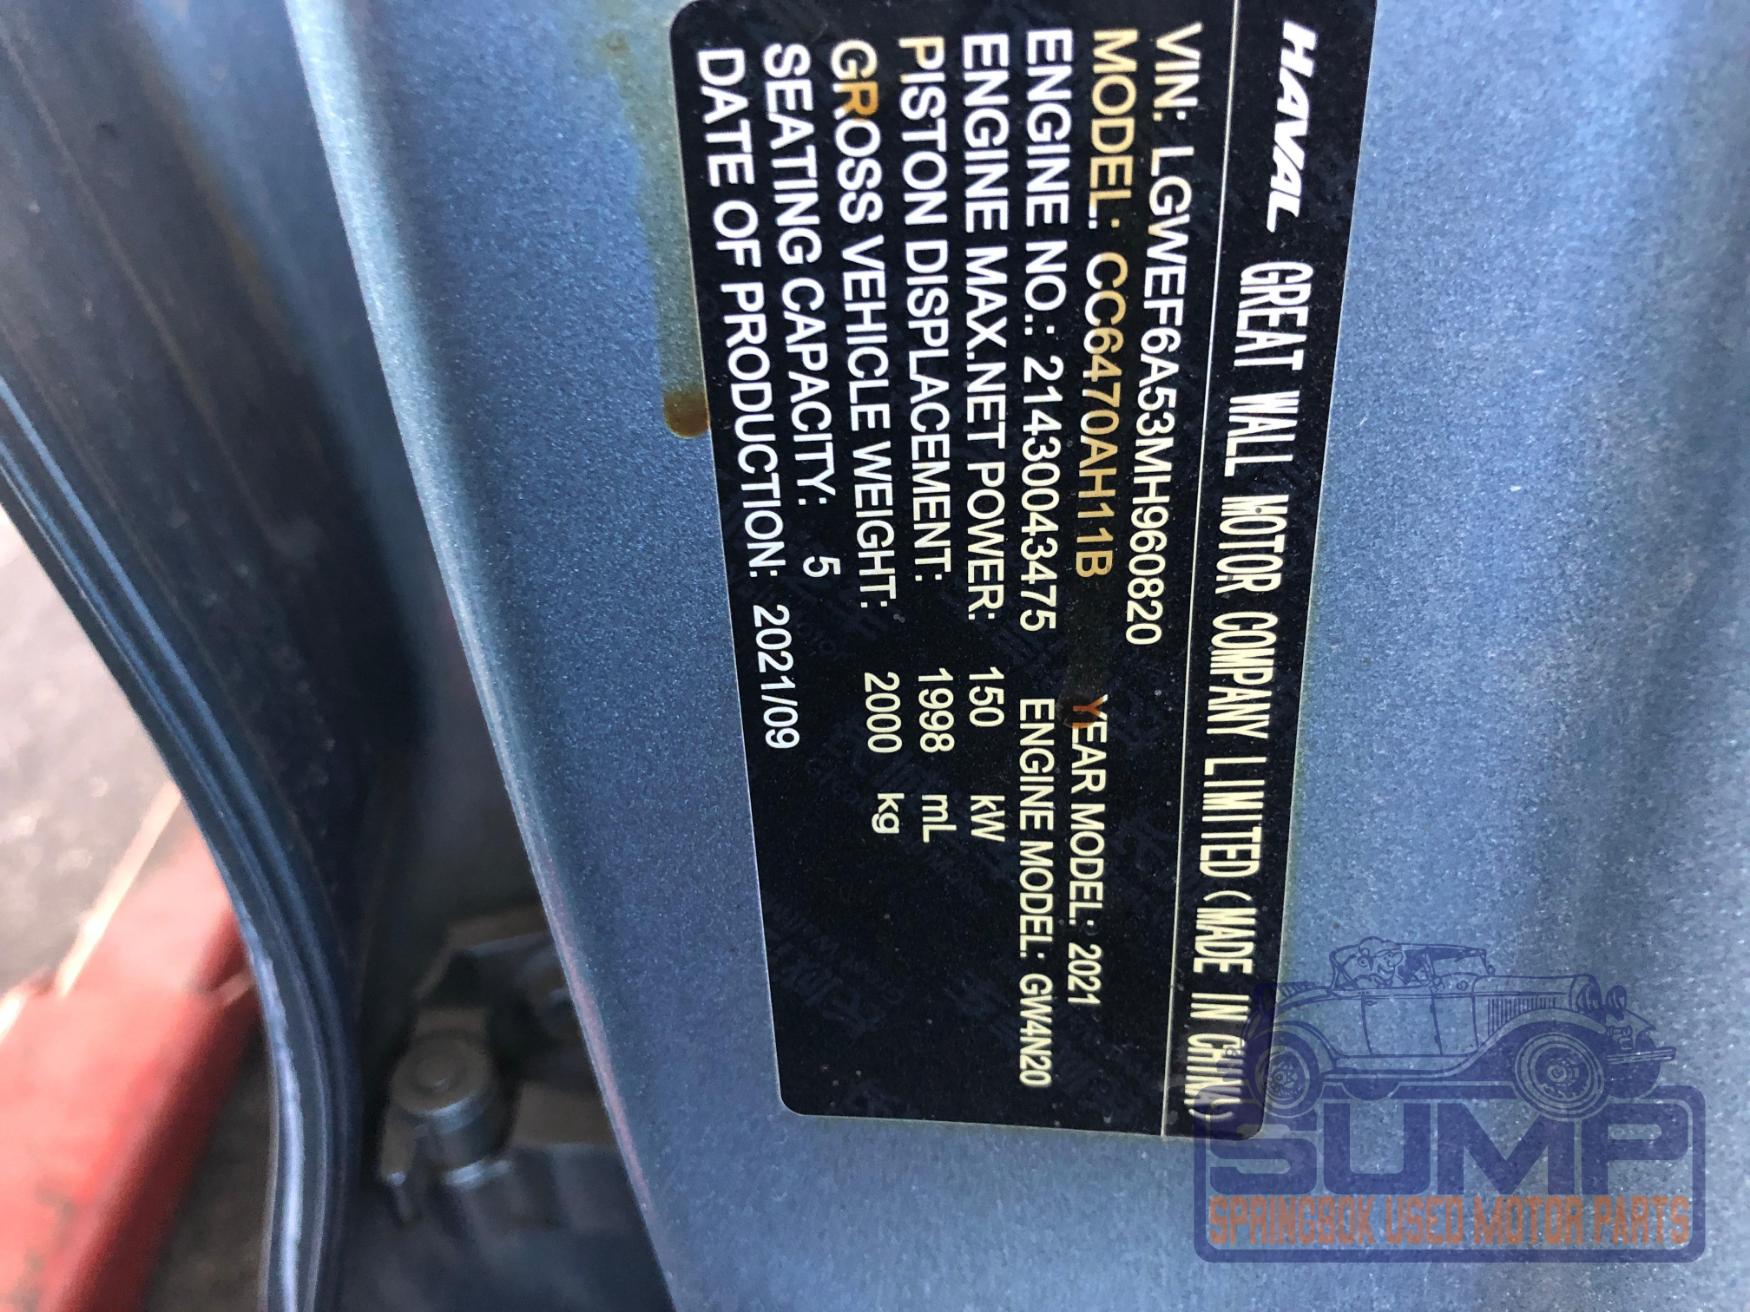 HAVAL GREAT WALL MOTOR COMPANY LIMITED (MADE IN CHINA)
VIN: LGWEF6A53MH960820
MODEL: CC6470AH11B YEAR MODEL: 2021
ENGINE NO.: 2143004 3475 ENGINE MODEL: GW4N20
ENGINE MAX.NET POWER: 150 kW
PISTON DISPLACEMENT: 1998 mL
GROSS VEHICLE WEIGHT: 2000 kg
SEATING CAPACITY: 5
DATE OF PRODUCTION: 2021/09
SUMP
SPRINGBOK USED MOTOR PARTS